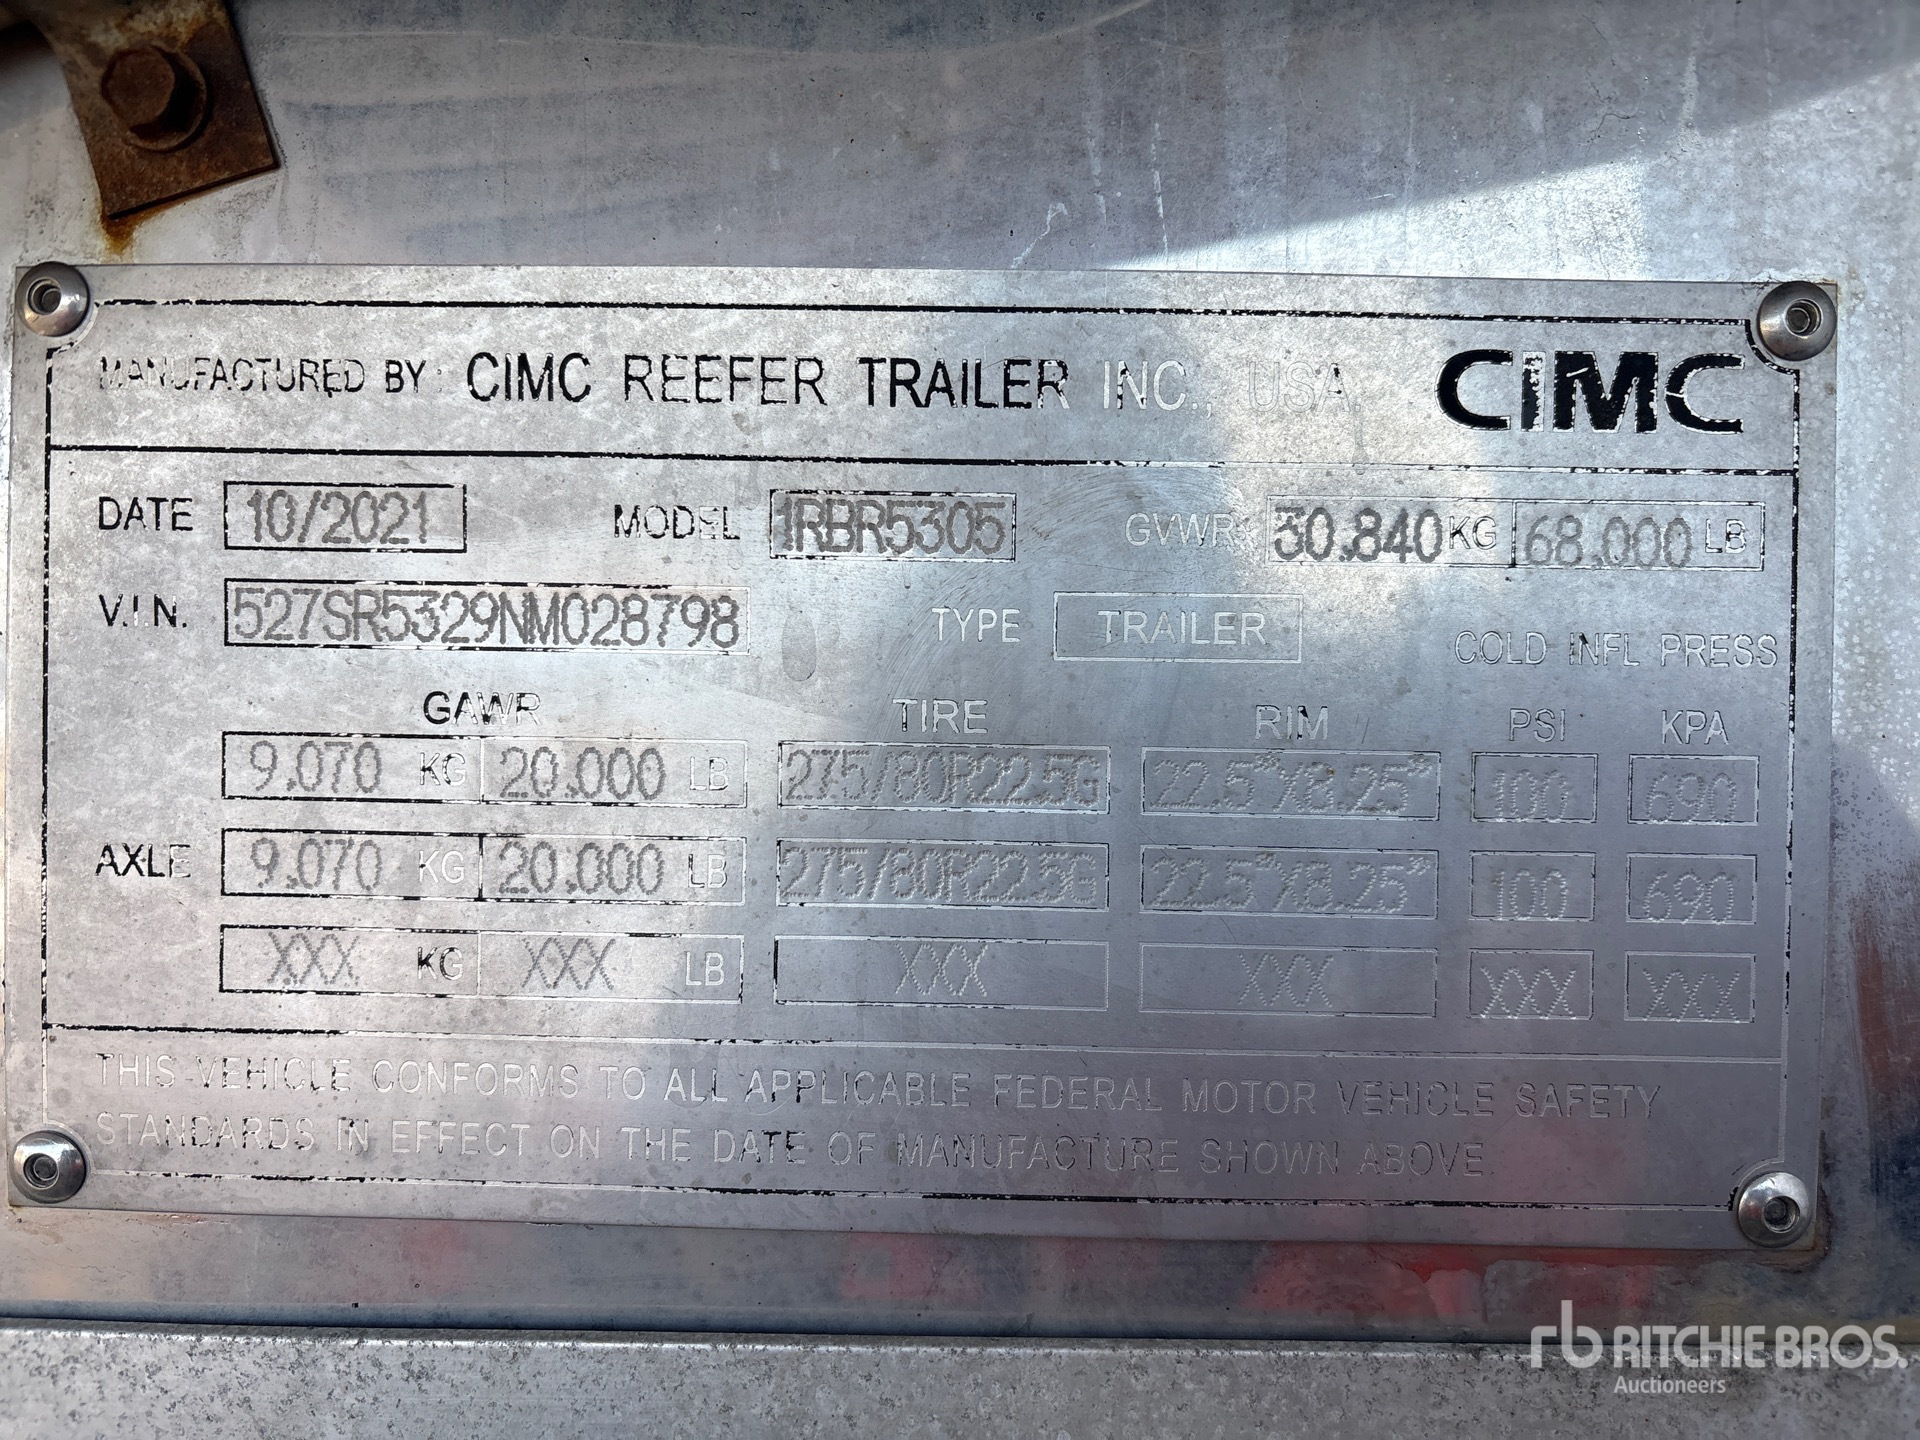 MANUFACTURED BY: CIMC REEFER TRAILER INC., USA. CIMC
DATE 10/2021 MODEL 1RBR5305 GVWR: 30.840 KG 68.000 LB
V.I.N. 527SR5329NM028798 TYPE TRAILER COLD INFL PRESS
GAWR TIRE RIM PSI KPA
9.070 KG 20.000 LB 275/80R22.5G 22.5"X8.25" 100 690
AXLE 9.070 KG 20.000 LB 275/80R22.5G 22.5"X8.25" 100 690
XXX KG XXX LB XXX XXX XXX XXX
THIS VEHICLE CONFORMS TO ALL APPLICABLE FEDERAL MOTOR VEHICLE SAFETY
STANDARDS IN EFFECT ON THE DATE OF MANUFACTURE SHOWN ABOVE.
rb RITCHIE BROS.
Auctioneers